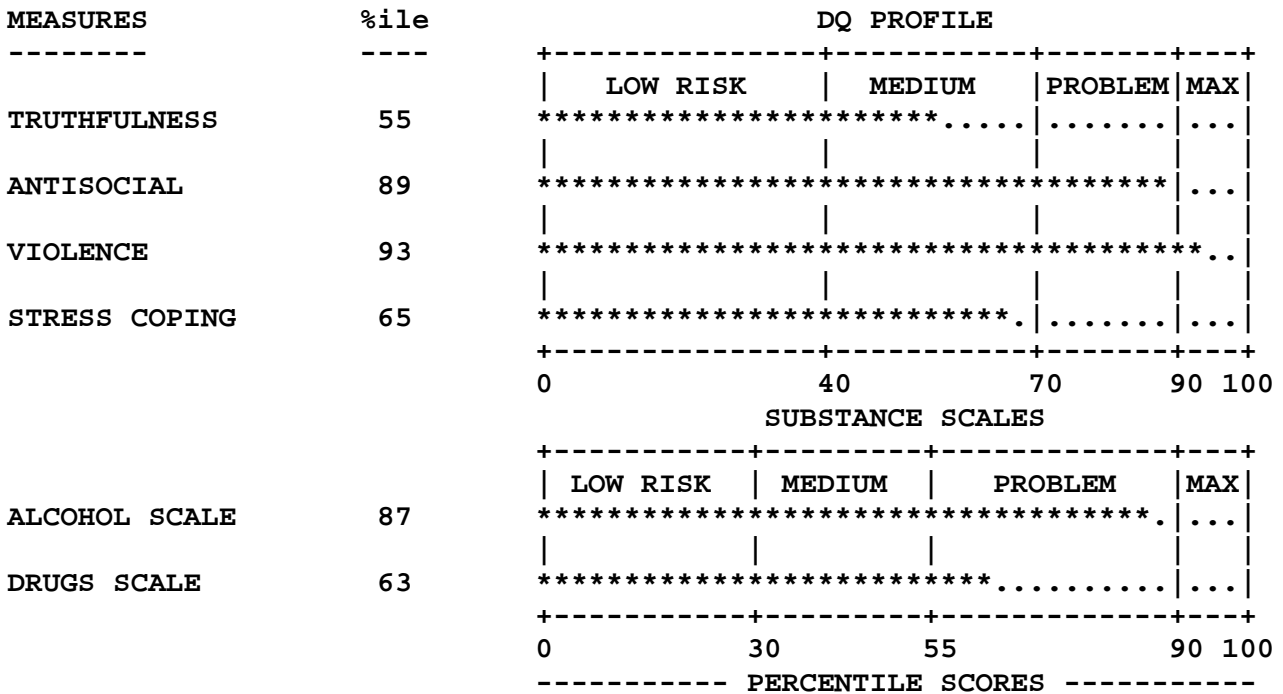 MEASURES %ile DQ PROFILE
-------- ---- +---------------+-----------+-------+---+
| LOW RISK | MEDIUM |PROBLEM|MAX|
TRUTHFULNESS 55 ***********************.....|.......|...|
| | | | |
ANTISOCIAL 89 ************************************|...|
| | | | |
VIOLENCE 93 **************************************..|
| | | | |
STRESS COPING 65 ***************************.|.......|...|
+---------------+-----------+-------+---+
0 40 70 90 100
SUBSTANCE SCALES
+-----------+---------+-------------+---+
| LOW RISK | MEDIUM | PROBLEM |MAX|
ALCOHOL SCALE 87 ***********************************.|...|
| | | | |
DRUGS SCALE 63 **************************..........|...|
+-----------+---------+-------------+---+
0 30 55 90 100
----------- PERCENTILE SCORES -----------